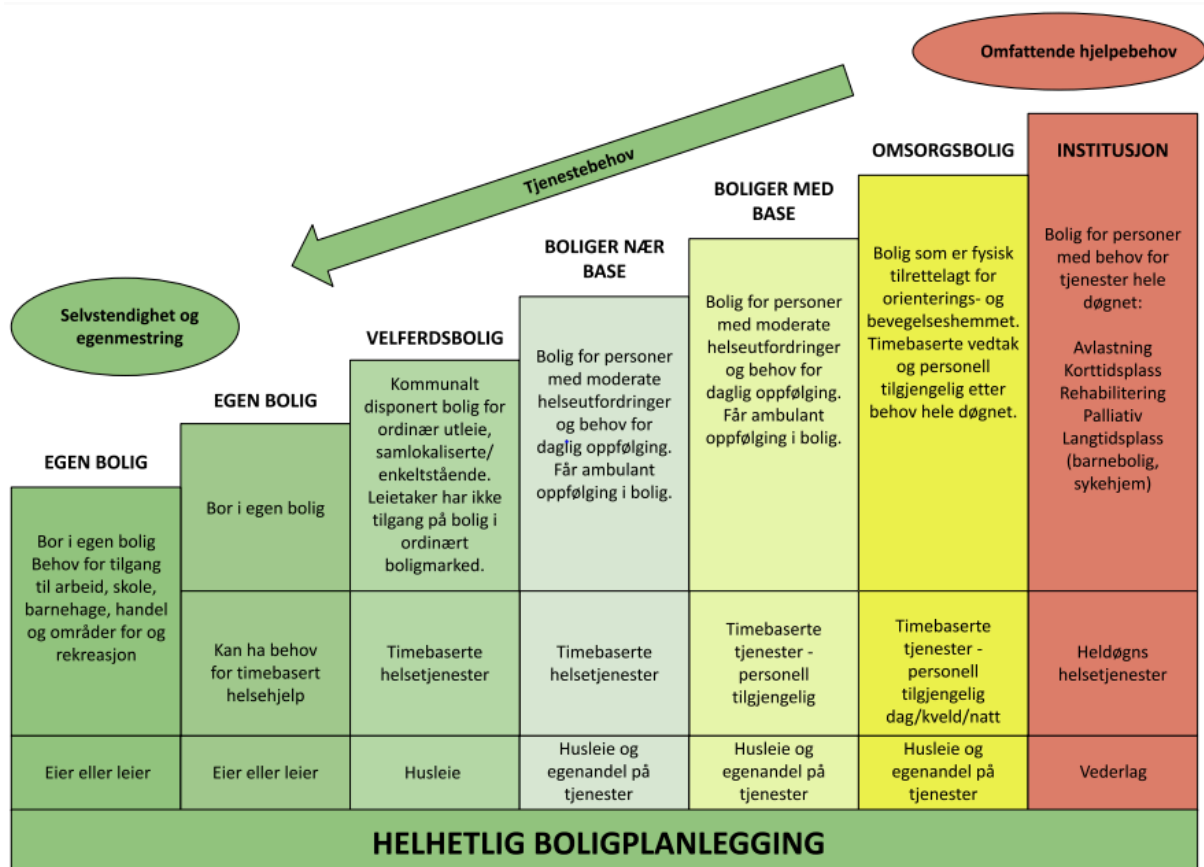 Omfattende hjelpebehov
Tjenestebehov
Selvstendighet og
egenmestring
EGEN BOLIG
Bor i egen bolig
Behov for tilgang
til arbeid, skole,
barnehage, handel
og områder for og
rekreasjon
Eier eller leier
EGEN BOLIG
Bor i egen bolig
Kan ha behov
for timebasert
helsehjelp
Eier eller leier
VELFERDSBOLIG
Kommunalt
disponert bolig for
ordinær utleie,
samlokaliserte/
enkeltstående.
Leietaker har ikke
tilgang på bolig i
ordinært
boligmarked.
Timebaserte
helsetjenester
Husleie
BOLIGER NÆR
BASE
Bolig for personer
med moderate
helseutfordringer
og behov for
daglig oppfølging.
Får ambulant
oppfølging i bolig.
Timebaserte
helsetjenester
Husleie og
egenandel på
tjenester
BOLIGER MED
BASE
Bolig for personer
med moderate
helseutfordringer
og behov for
daglig oppfølging.
Får ambulant
oppfølging i bolig.
Timebaserte
tjenester -
personell
tilgjengelig
Husleie og
egenandel på
tjenester
OMSORGSBOLIG
Bolig som er fysisk
tilrettelagt for
orienterings- og
bevegelseshemmet.
Timebaserte vedtak
og personell
tilgjengelig etter
behov hele døgnet.
Timebaserte
tjenester -
personell
tilgjengelig
dag/kveld/natt
Husleie og
egenandel på
tjenester
INSTITUSJON
Bolig for personer
med behov for
tjenester hele
døgnet:
Avlastning
Korttidsplass
Rehabilitering
Palliativ
Langtidsplass
(barnebolig,
sykehjem)
Heldøgns
helsetjenester
Vederlag
HELHETLIG BOLIGPLANLEGGING